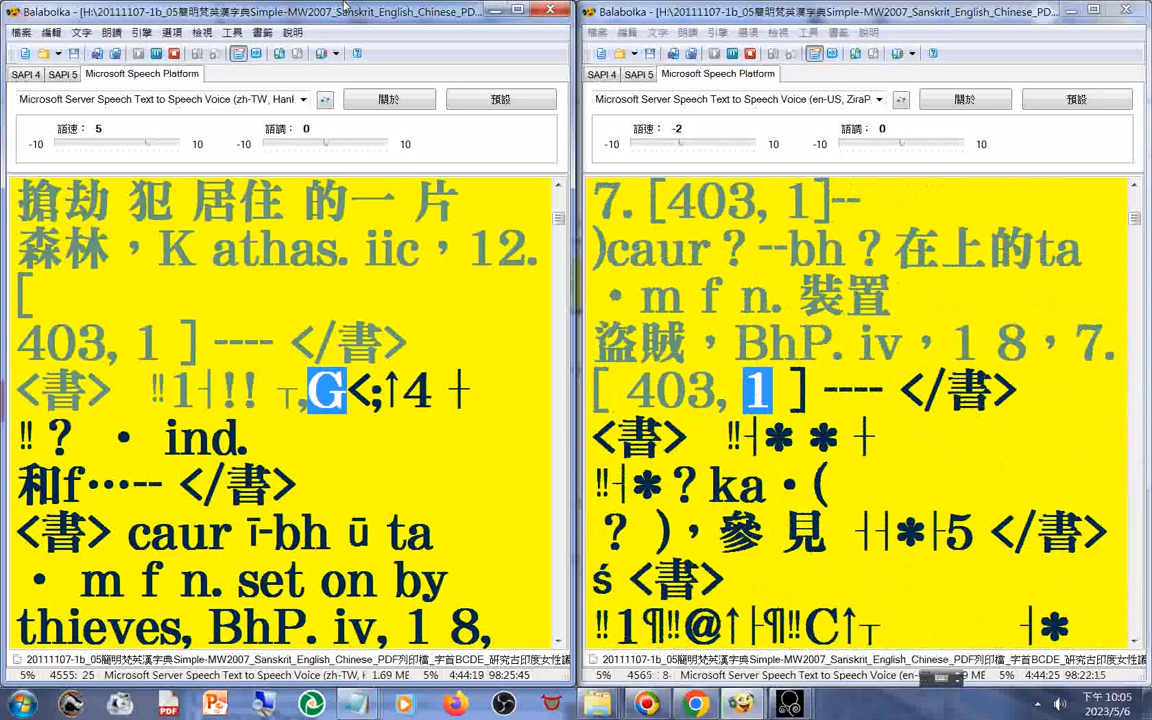 Balabolka - [H:\20111107-1b_05簡明梵英漢字典Simple-MW2007_Sanskrit_English_Chinese_PD...
檔案 編輯 文字 朗讀 引擎 選項 檢視 工具 書籤 說明
SAPI 4 SAPI 5 Microsoft Speech Platform
Microsoft Server Speech Text to Speech Voice (zh-TW, HanH
關於 預設
語速： 5 語調： 0
-10 10 -10 10
搶劫 犯 居住 的一 片
森林，K athas. iic，12.
[
403, 1 ] ---- </書>
<書> ‼1┤!! ┬,G<;↑4 ┼
‼？ ・ ind.
和f…-- </書>
<書> caur ī-bh ū ta
・ m f n. set on by
thieves, BhP. iv, 1 8,
20111107-1b_05簡明梵英漢字典Simple-MW2007_Sanskrit_English_Chinese_PDF列印檔_字首BCDE_研究古印度女性議
5% 4555: 25 Microsoft Server Speech Text to Speech Voice (zh-TW, H 1.69 MB 5% 4:44:19 98:25:45
Balabolka - [H:\20111107-1b_05簡明梵英漢字典Simple-MW2007_Sanskrit_English_Chinese_PD...
檔案 編輯 文字 朗讀 引擎 選項 檢視 工具 書籤 說明
SAPI 4 SAPI 5 Microsoft Speech Platform
Microsoft Server Speech Text to Speech Voice (en-US, ZiraP
關於 預設
語速： -2 語調： 0
-10 10 -10 10
7. [403, 1]--
)caur？--bh？在上的ta
・m f n. 裝置
盜賊，BhP. iv，1 8，7.
[ 403, 1 ] ---- </書>
<書> ‼┤✽ ✽ ┼
‼┤✽？ka・(
？ )，參 見 ┤┤✽├5 </書>
ś <書>
‼1¶‼@↑├¶‼C↑┬ ┤✽
20111107-1b_05簡明梵英漢字典Simple-MW2007_Sanskrit_English_Chinese_PDF列印檔_字首BCDE_研究古印度女性議
5% 4565: 8 Microsoft Server Speech Text to Speech Voice (en-US 5% 4:44:25 98:22:15
下午 10:05
2023/5/6